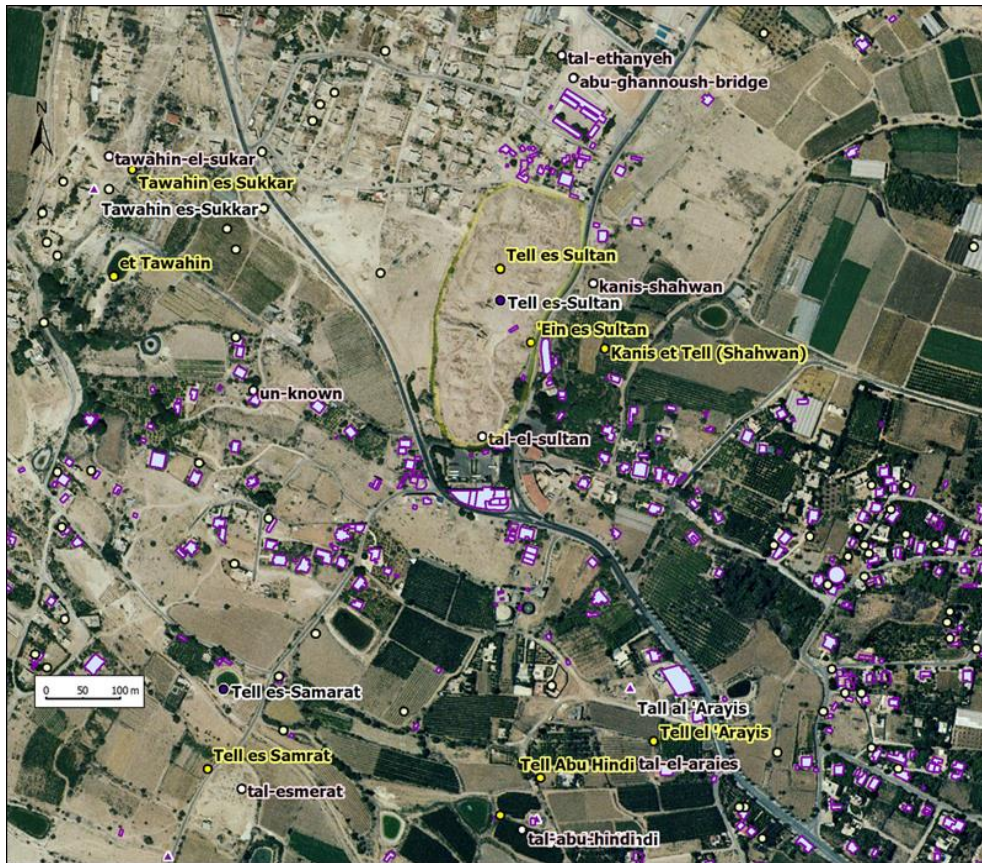 tal-ethanyeh
abu-ghannoush-bridge
N
tawahin-el-sukar
Tawahin es Sukkar
Tawahin es-Sukkar
et Tawahin
Tell es Sultan
kanis-shahwan
Tell es-Sultan
'Ein es Sultan
Kanis et Tell (Shahwan)
un-known
tal-el-sultan
0 50 100 m
Tell es-Samarat
Tall al 'Arayis
Tell el 'Arayis
Tell es Samrat
Tell Abu Hindi
tal-el-araies
tal-esmerat
tal-abu-hindi